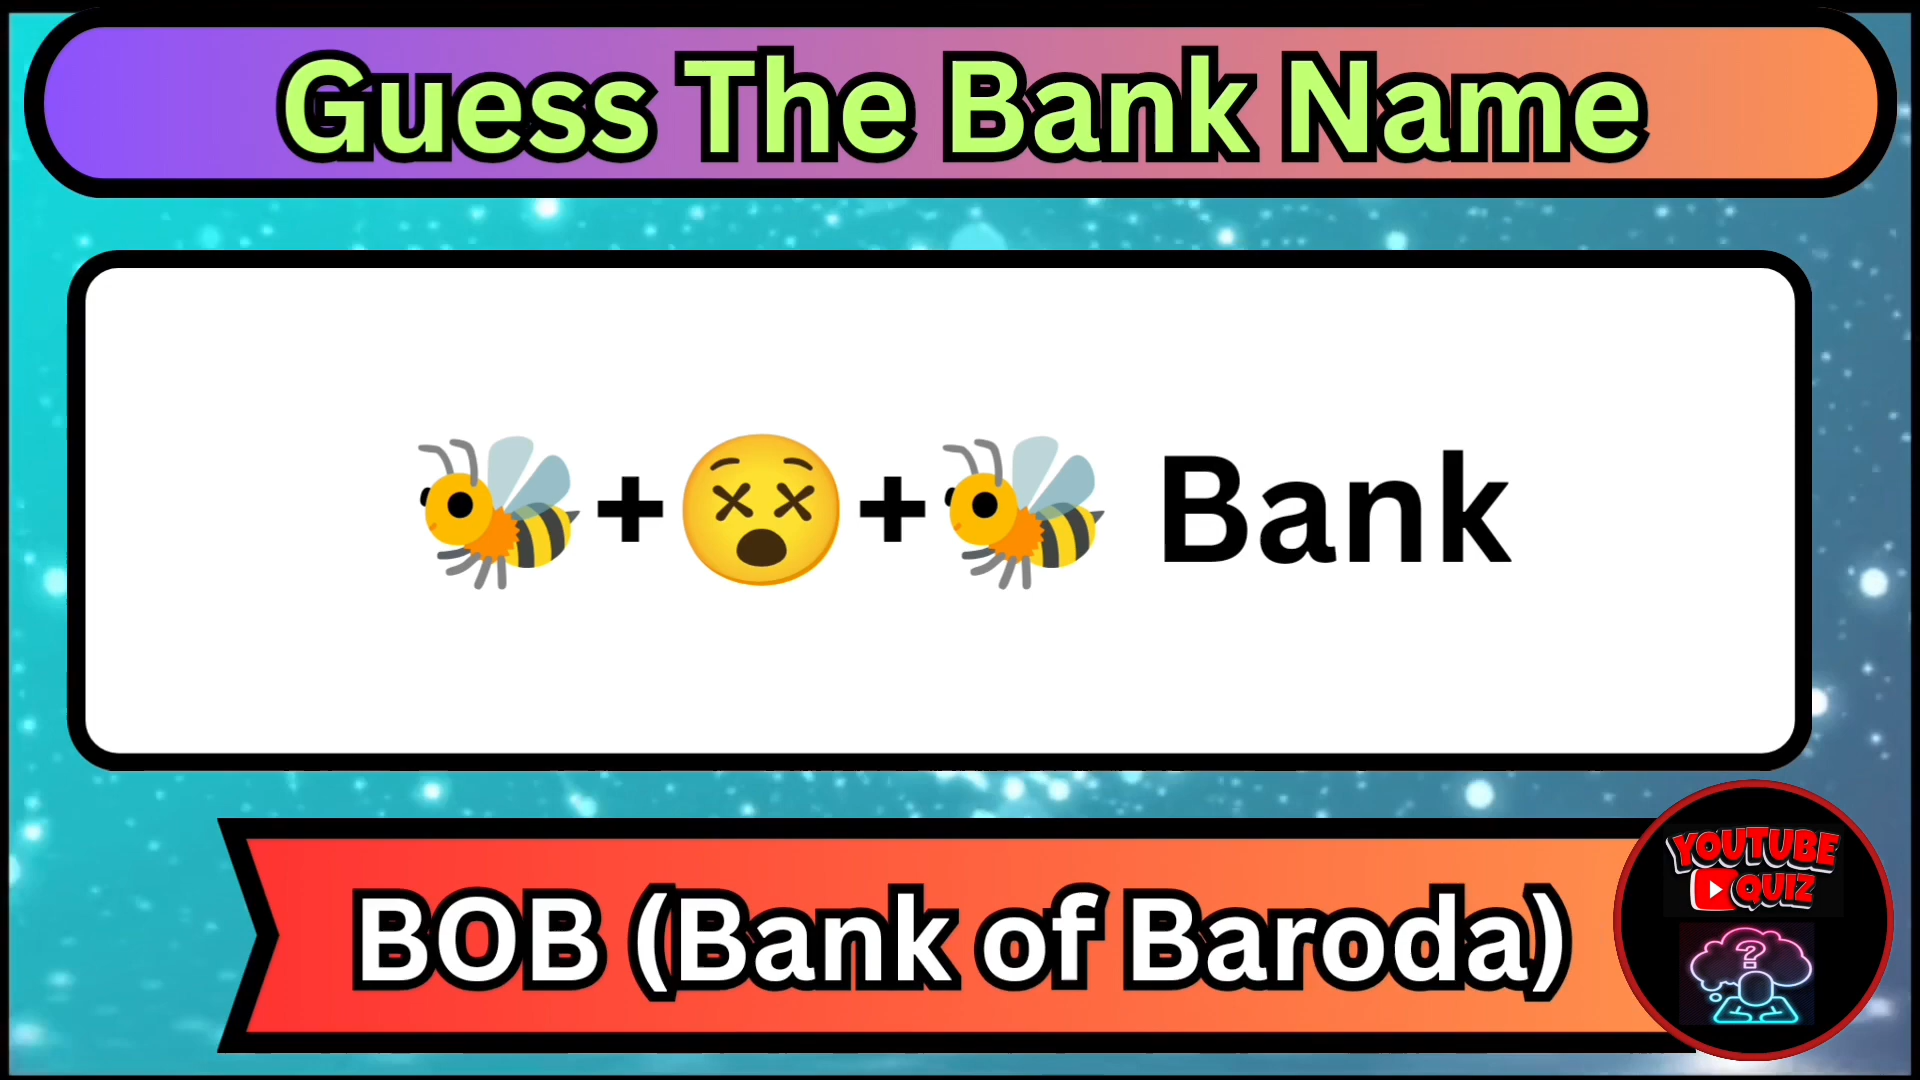 Guess The Bank Name
++ Bank
BOB (Bank of Baroda)
YOUTUBE
QUIZ
?